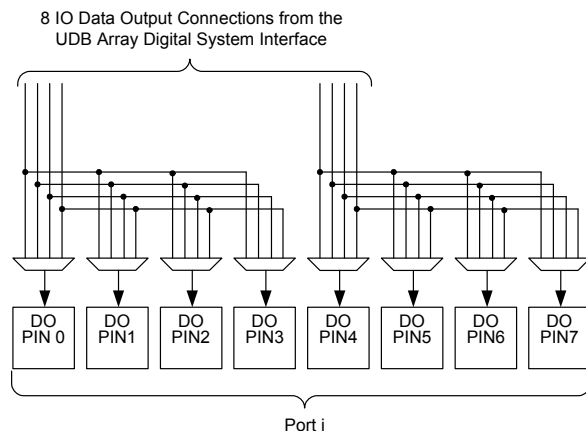 8 IO Data Output Connections from the
UDB Array Digital System Interface
DO
PIN 0
DO
PIN1
DO
PIN2
DO
PIN3
DO
PIN4
DO
PIN5
DO
PIN6
DO
PIN7
Port i